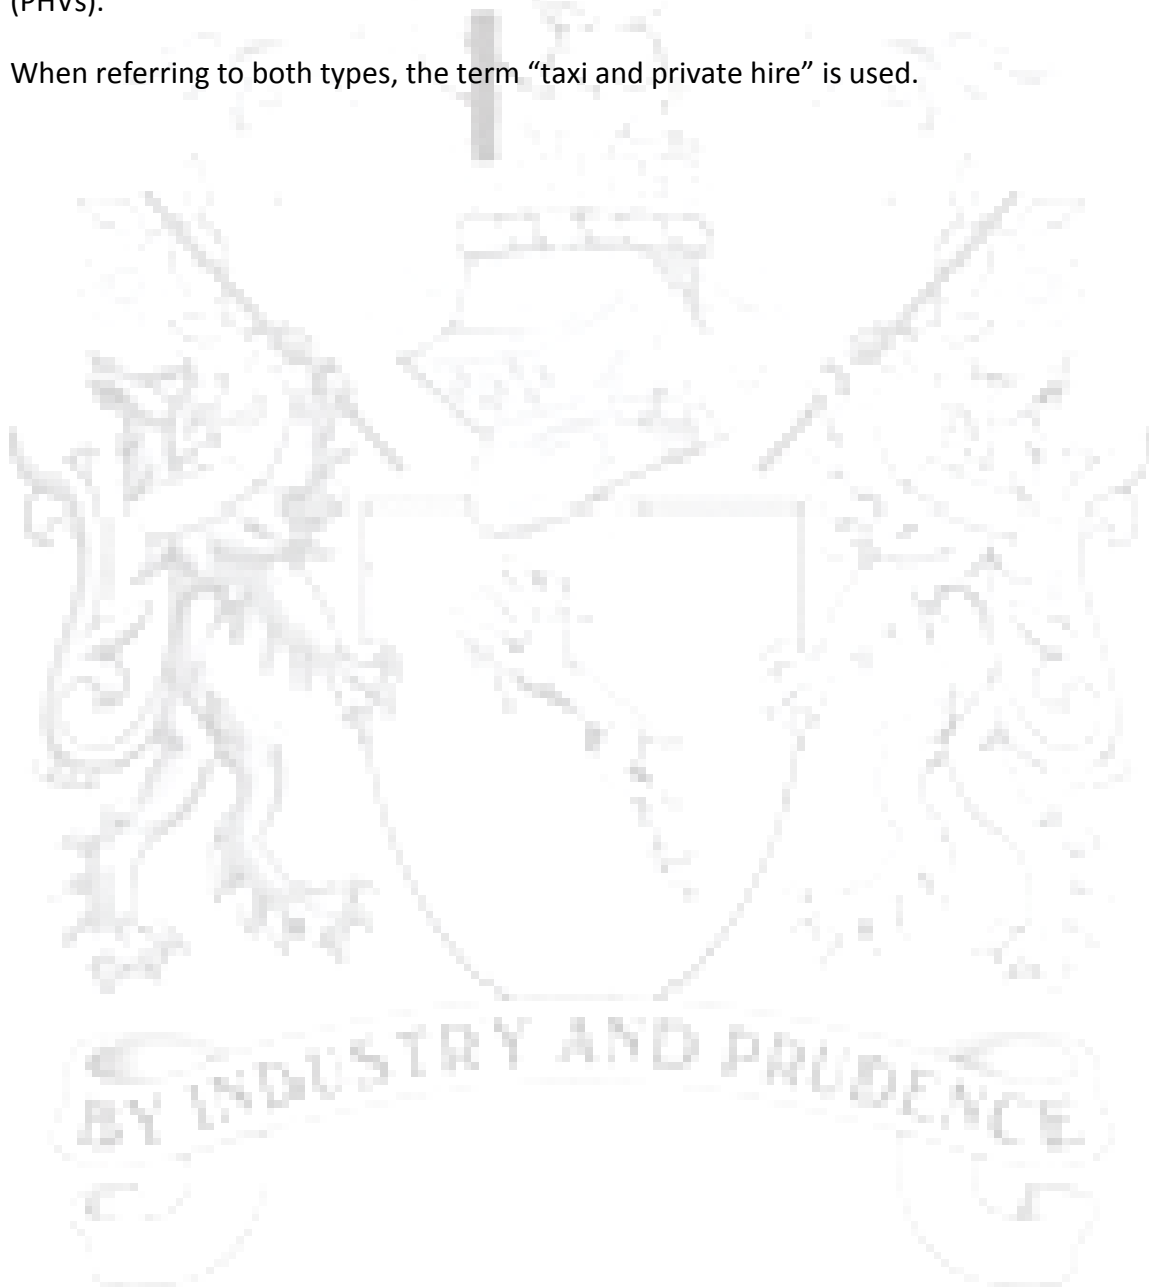 (PHVs).
When referring to both types, the term “taxi and private hire” is used.
BY INDUSTRY AND PRUDENCE